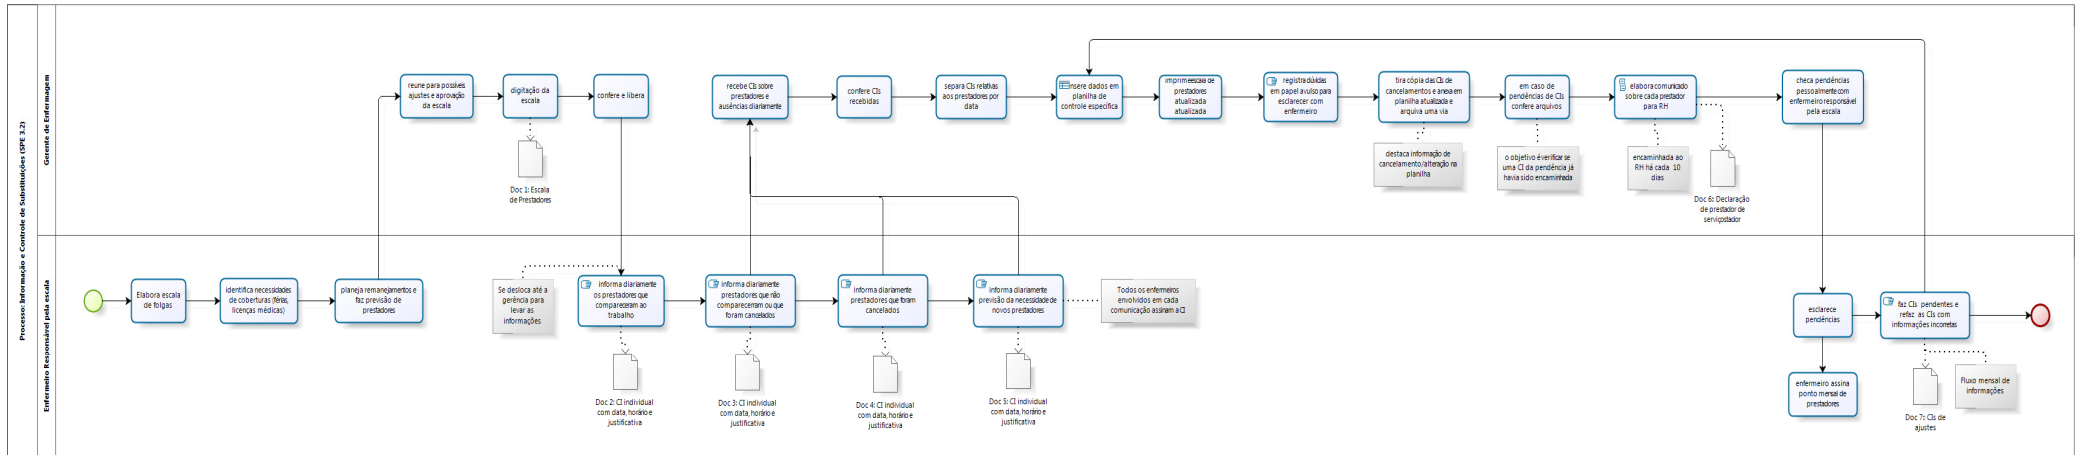 Processo: Informação e Controle de Substituições (SPE 3.2)
Gerente de Enfermagem
reune para possíveis
ajustes e aprovação
da escala
digitação da
escala
confere e libera
Doc 1: Escala
de Prestadores
recebe CIs sobre
prestadores e
ausências diariamente
confere CIs
recebidas
separa CIs relativas
aos prestadores por
data
insere dados em
planilha de
controle específica
imprime escala de
prestadores
atualizada
atualizada
registra dúvidas
em papel avulso para
esclarecer com
enfermeiro
tira cópia das CIs de
cancelamentos e anexa em
planilha atualizada e
arquiva uma via
destaca informação de
cancelamento/alteração na
planilha
em caso de
pendências de CIs
confere arquivos
o objetivo é verificar se
uma CI da pendência já
havia sido encaminhada
elabora comunicado
sobre cada prestador
para RH
encaminhada ao
RH há cada 10
dias
Doc 6: Declaração
de prestador de
serviçostador
checa pendências
pessoalmente com
enfermeiro responsável
pela escala
Enfermeiro Responsável pela escala
Elabora escala
de folgas
identifica necessidades
de coberturas (férias,
licenças médicas)
planeja remanejamentos e
faz previsão de
prestadores
Se desloca até a
gerência para
levar as
informações
informa diariamente
os prestadores que
compareceram ao
trabalho
Doc 2: CI individual
com data, horário e
justificativa
informa diariamente
prestadores que não
compareceram ou que
foram cancelados
Doc 3: CI individual
com data, horário e
justificativa
informa diariamente
prestadores que foram
cancelados
Doc 4: CI individual
com data, horário e
justificativa
informa diariamente
previsão da necessidade de
novos prestadores
Doc 5: CI individual
com data, horário e
justificativa
Todos os enfermeiros
envolvidos em cada
comunicação assinam a CI
esclarece
pendências
enfermeiro assina
ponto mensal de
prestadores
faz CIs pendentes e
refaz as CIs com
informações incorretas
Doc 7: CIs de
ajustes
Fluxo mensal de
informações